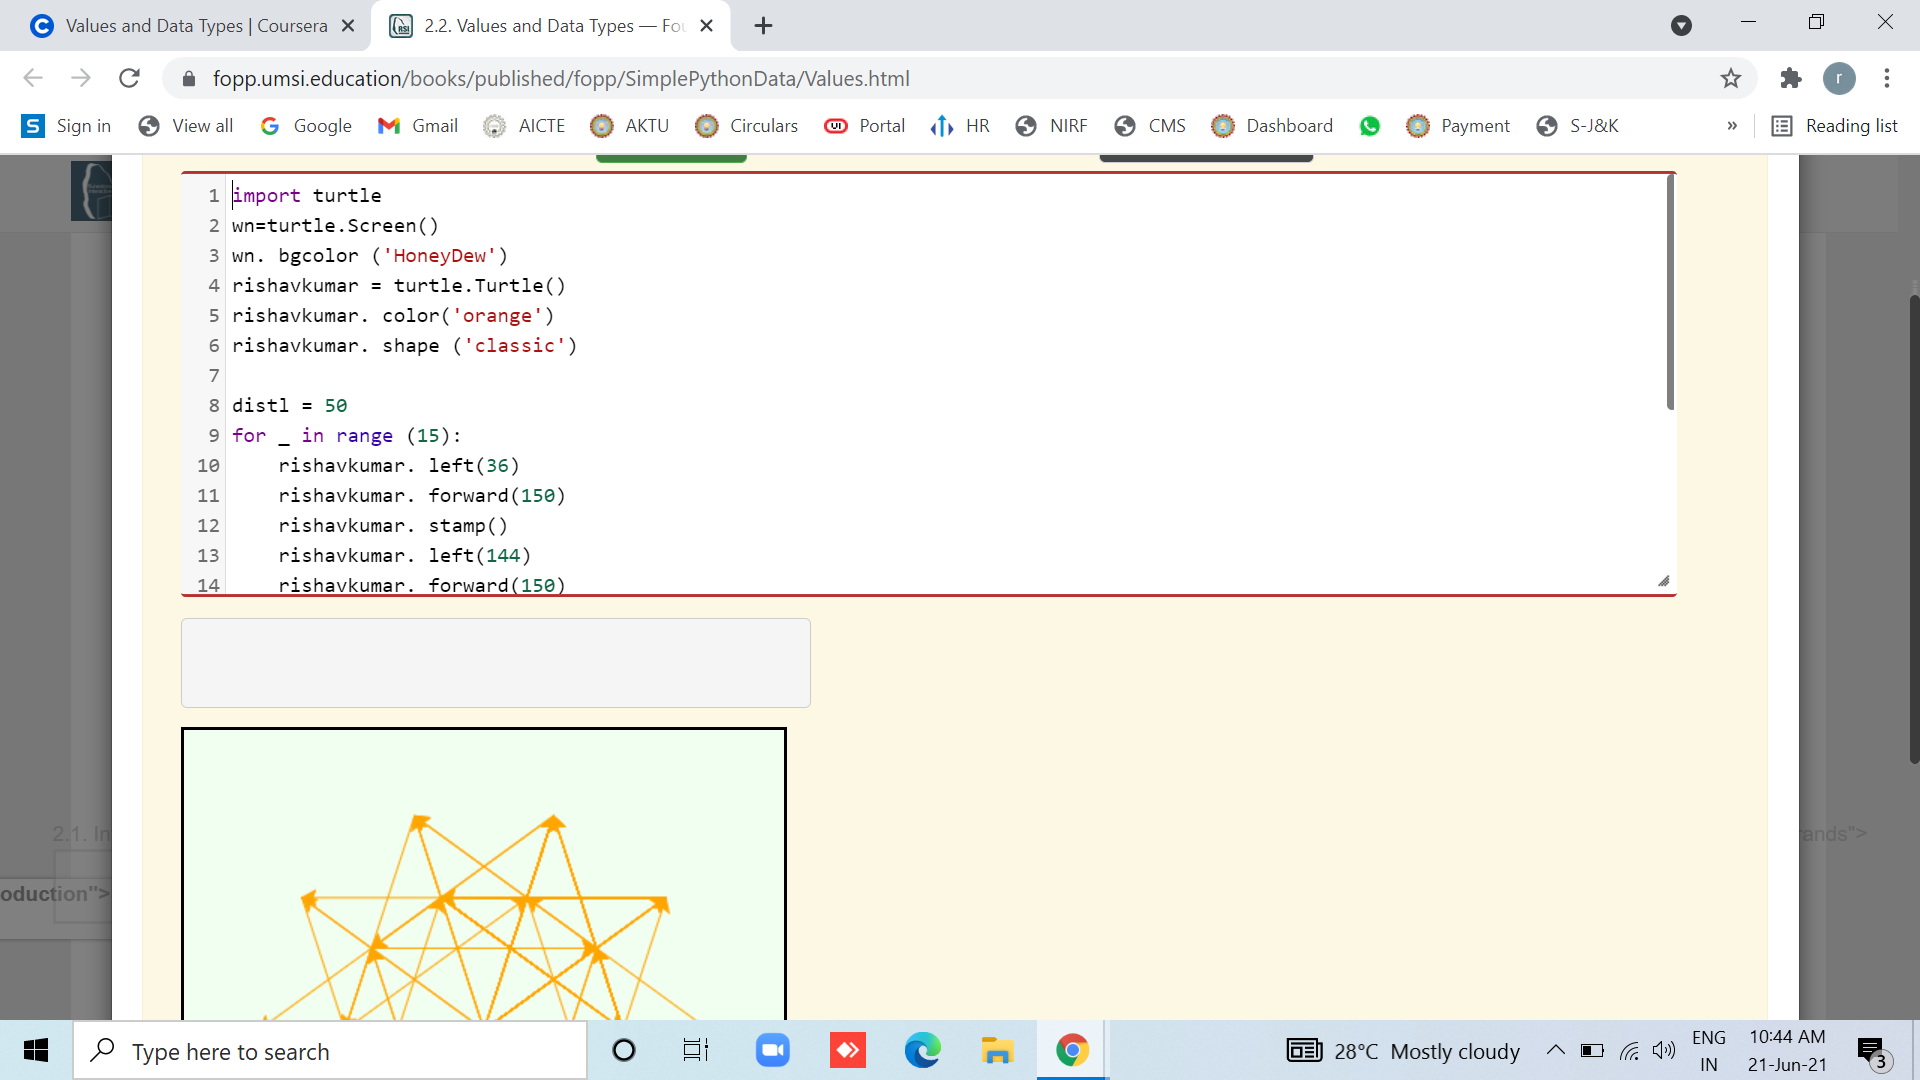 Values and Data Types | Coursera
2.2. Values and Data Types — Fou
fopp.umsi.education/books/published/fopp/SimplePythonData/Values.html
r
S Sign in View all Google Gmail AICTE AKTU Circulars Portal HR NIRF CMS Dashboard Payment S-J&K » Reading list
1 import turtle
2 wn=turtle.Screen()
3 wn. bgcolor ('HoneyDew')
4 rishavkumar = turtle.Turtle()
5 rishavkumar. color('orange')
6 rishavkumar. shape ('classic')
7
8 distl = 50
9 for _ in range (15):
10 rishavkumar. left(36)
11 rishavkumar. forward(150)
12 rishavkumar. stamp()
13 rishavkumar. left(144)
14 rishavkumar. forward(150)
2.1. In
rands">
oduction">
Type here to search
28°C Mostly cloudy
ENG
IN
10:44 AM
21-Jun-21
3